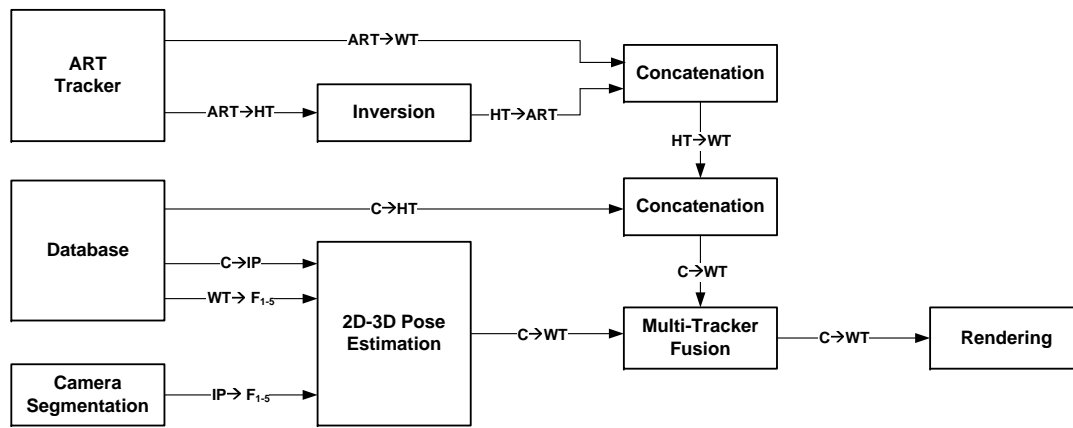 ART→WT
ART
Tracker
Concatenation
ART→HT
Inversion
HT→ART
HT→WT
Database
C→HT
Concatenation
C→IP
C→WT
WT→ F₁₋₅
2D-3D Pose
Estimation
C→WT
Multi-Tracker
Fusion
C→WT
Rendering
Camera
Segmentation
IP→ F₁₋₅